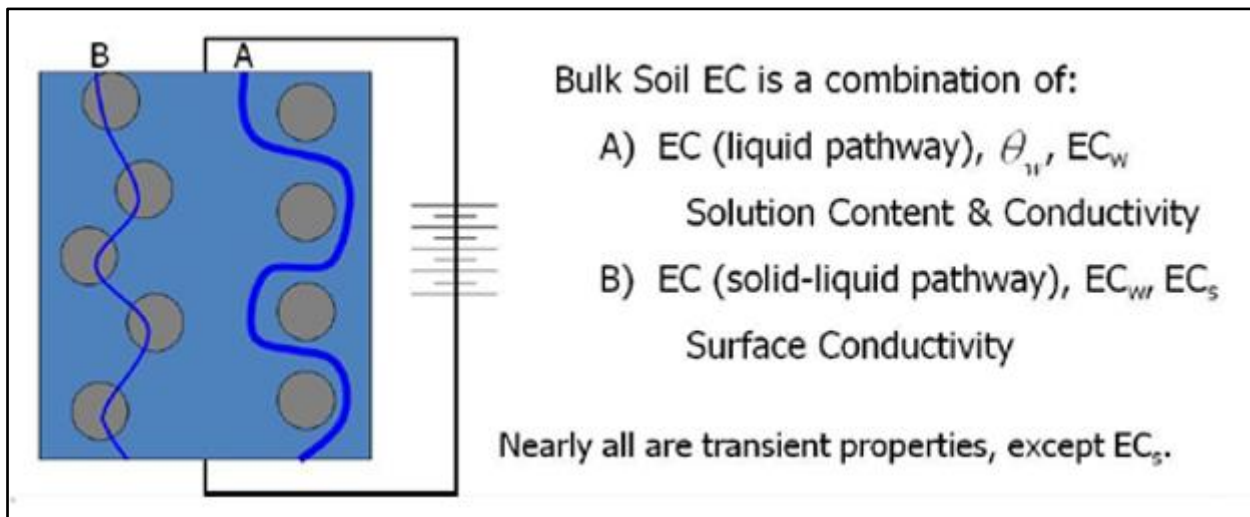 B A
Bulk Soil EC is a combination of:
A) EC (liquid pathway), θw, ECw
Solution Content & Conductivity
B) EC (solid-liquid pathway), ECw, ECs
Surface Conductivity
Nearly all are transient properties, except ECs.